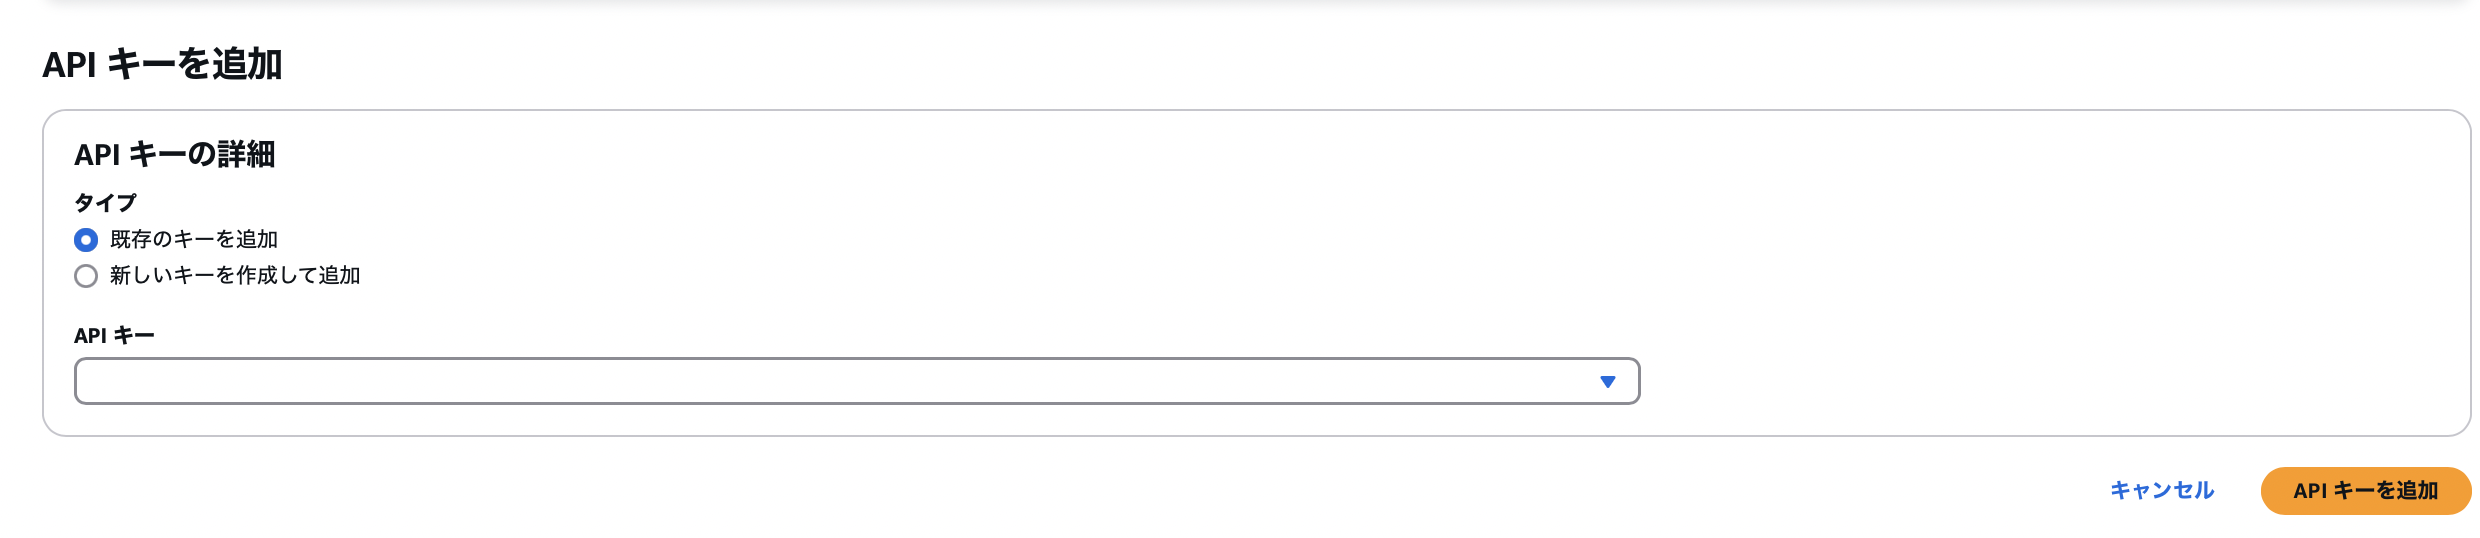 API キーを追加
API キーの詳細
タイプ
既存のキーを追加
新しいキーを作成して追加
API キー
キャンセル
API キーを追加